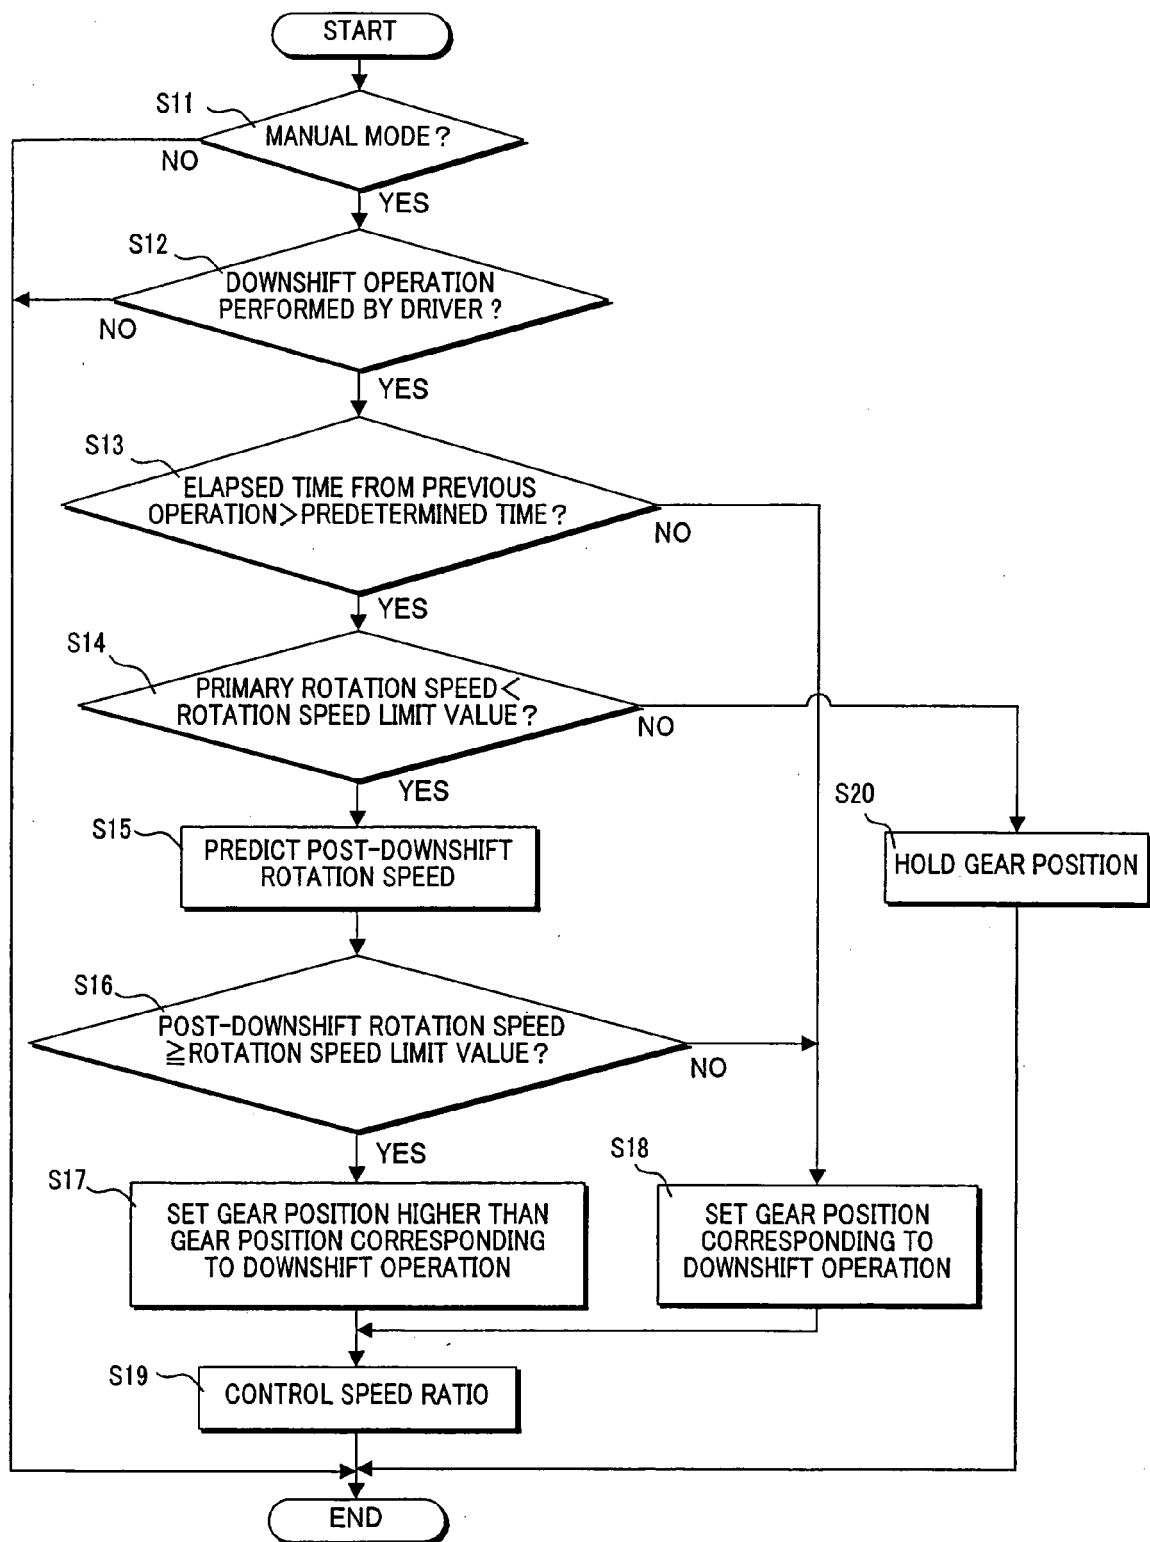 START
S11
MANUAL MODE?
NO
YES
S12
DOWNSHIFT OPERATION
PERFORMED BY DRIVER?
NO
YES
S13
ELAPSED TIME FROM PREVIOUS
OPERATION>PREDETERMINED TIME?
NO
YES
S14
PRIMARY ROTATION SPEED<
ROTATION SPEED LIMIT VALUE?
NO
YES
S15
PREDICT POST-DOWNSHIFT
ROTATION SPEED
S20
HOLD GEAR POSITION
S16
POST-DOWNSHIFT ROTATION SPEED
≧ROTATION SPEED LIMIT VALUE?
NO
YES
S17
SET GEAR POSITION HIGHER THAN
GEAR POSITION CORRESPONDING
TO DOWNSHIFT OPERATION
S18
SET GEAR POSITION
CORRESPONDING TO
DOWNSHIFT OPERATION
S19
CONTROL SPEED RATIO
END